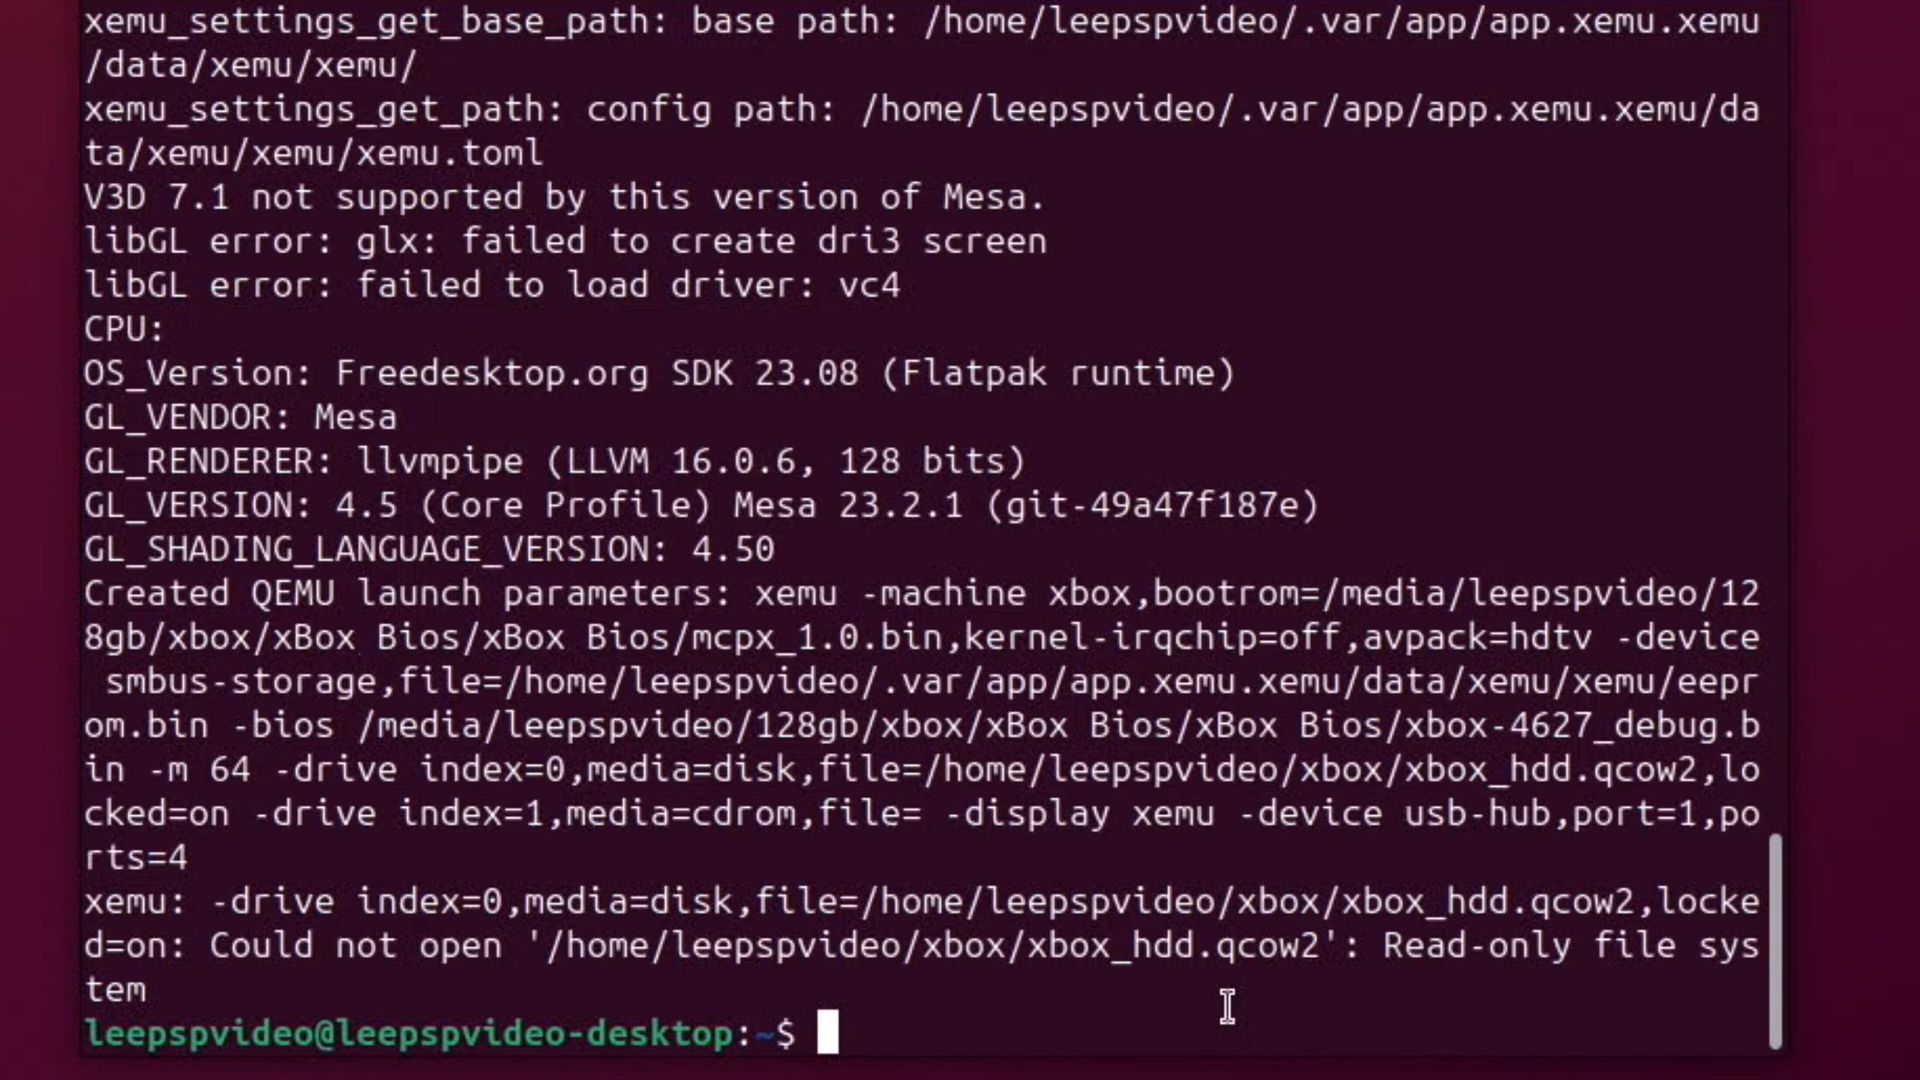 xemu_settings_get_base_path: base path: /home/leepspvideo/.var/app/app.xemu.xemu
/data/xemu/xemu/
xemu_settings_get_path: config path: /home/leepspvideo/.var/app/app.xemu.xemu/da
ta/xemu/xemu/xemu.toml
V3D 7.1 not supported by this version of Mesa.
libGL error: glx: failed to create dri3 screen
libGL error: failed to load driver: vc4
CPU:
OS_Version: Freedesktop.org SDK 23.08 (Flatpak runtime)
GL_VENDOR: Mesa
GL_RENDERER: llvmpipe (LLVM 16.0.6, 128 bits)
GL_VERSION: 4.5 (Core Profile) Mesa 23.2.1 (git-49a47f187e)
GL_SHADING_LANGUAGE_VERSION: 4.50
Created QEMU launch parameters: xemu -machine xbox,bootrom=/media/leepspvideo/12
8gb/xbox/xBox Bios/xBox Bios/mcpx_1.0.bin,kernel-irqchip=off,avpack=hdtv -device
 smbus-storage,file=/home/leepspvideo/.var/app/app.xemu.xemu/data/xemu/xemu/eepr
om.bin -bios /media/leepspvideo/128gb/xbox/xBox Bios/xBox Bios/xbox-4627_debug.b
in -m 64 -drive index=0,media=disk,file=/home/leepspvideo/xbox/xbox_hdd.qcow2,lo
cked=on -drive index=1,media=cdrom,file= -display xemu -device usb-hub,port=1,po
rts=4
xemu: -drive index=0,media=disk,file=/home/leepspvideo/xbox/xbox_hdd.qcow2,locke
d=on: Could not open '/home/leepspvideo/xbox/xbox_hdd.qcow2': Read-only file sys
tem
leepspvideo@leepspvideo-desktop:~$